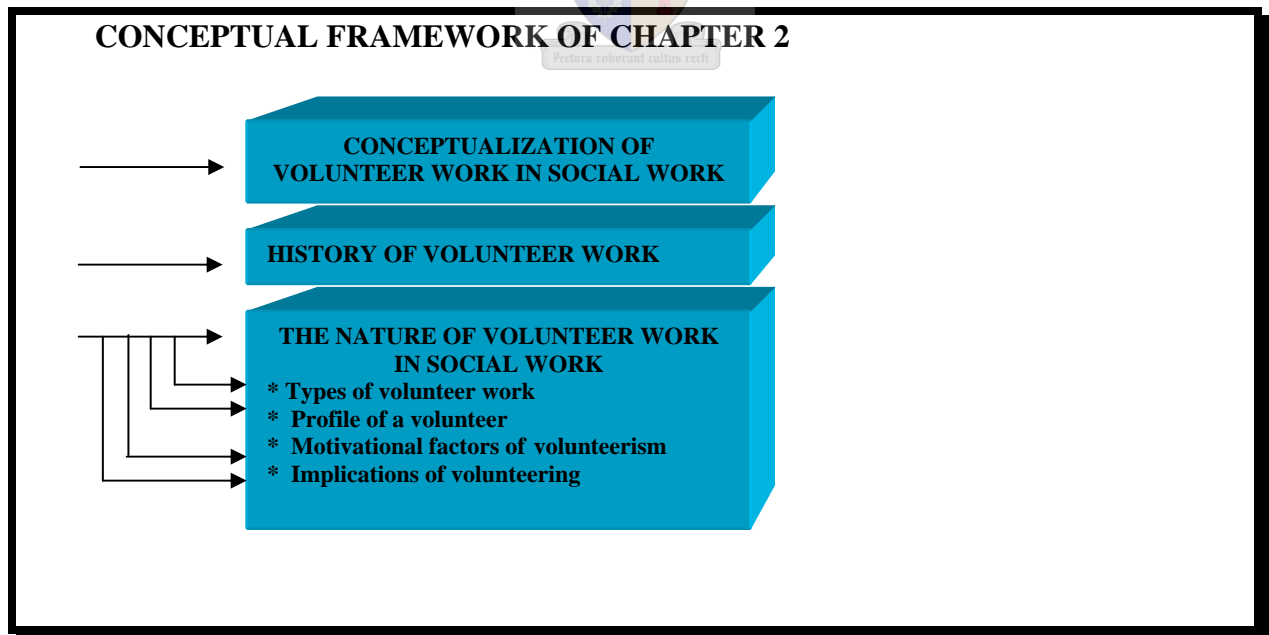 CONCEPTUAL FRAMEWORK OF CHAPTER 2
Pectora roborant cultus recti
CONCEPTUALIZATION OF
VOLUNTEER WORK IN SOCIAL WORK
HISTORY OF VOLUNTEER WORK
THE NATURE OF VOLUNTEER WORK
IN SOCIAL WORK
* Types of volunteer work
* Profile of a volunteer
* Motivational factors of volunteerism
* Implications of volunteering